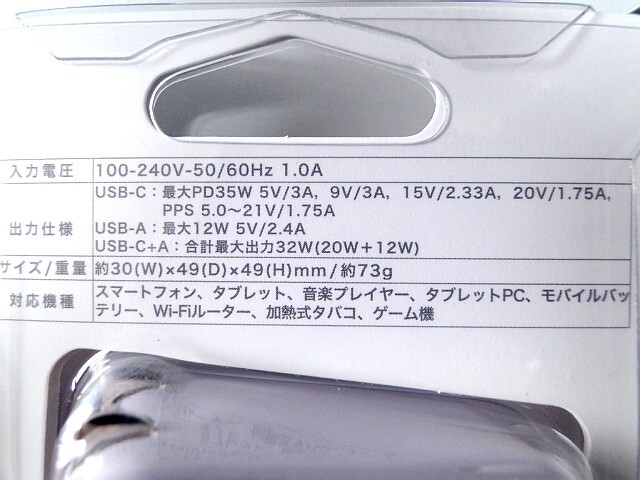 入力電圧 100-240V-50/60Hz 1.0A
出力仕様 USB-C：最大PD35W 5V/3A, 9V/3A, 15V/2.33A, 20V/1.75A,
PPS 5.0～21V/1.75A
USB-A：最大12W 5V/2.4A
USB-C+A：合計最大出力32W(20W＋12W)
サイズ/重量 約30(W)×49(D)×49(H)mm/約73g
対応機種 スマートフォン、タブレット、音楽プレイヤー、タブレットPC、モバイルバッ
テリー、Wi-Fiルーター、加熱式タバコ、ゲーム機